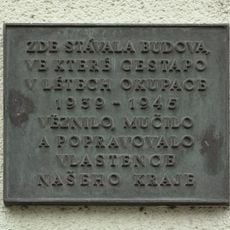 ZDE STÁVALA BUDOVA,
VE KTERÉ GESTAPO
V LÉTECH OKUPACE
1939 - 1945
VĚZNILO, MUČILO
A POPRAVOVALO
VLASTENCE
NAŠEHO KRAJE